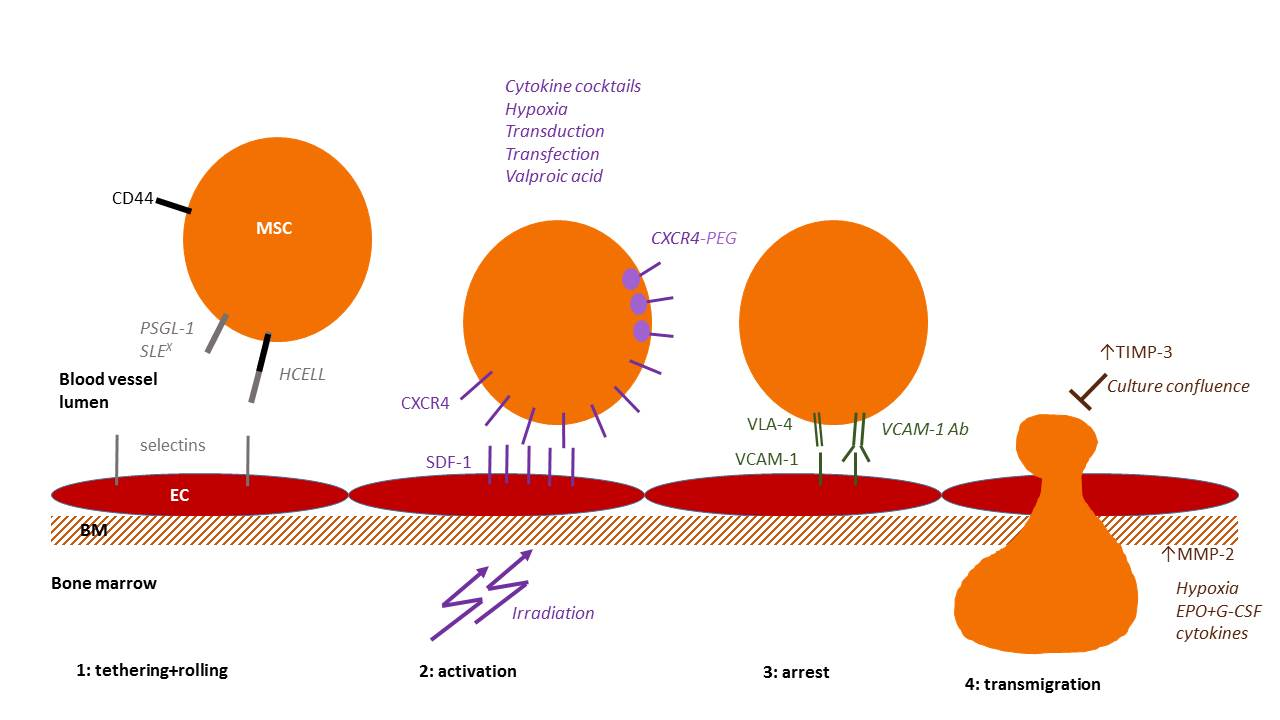 Cytokine cocktails
Hypoxia
Transduction
Transfection
Valproic acid
CD44
MSC
CXCR4-PEG
PSGL-1
SLEX
HCELL
Blood vessel
lumen
CXCR4
selectins
SDF-1
VLA-4
VCAM-1 Ab
VCAM-1
↑TIMP-3
Culture confluence
EC
BM
Bone marrow
Irradiation
↑MMP-2
Hypoxia
EPO+G-CSF
cytokines
1: tethering+rolling
2: activation
3: arrest
4: transmigration